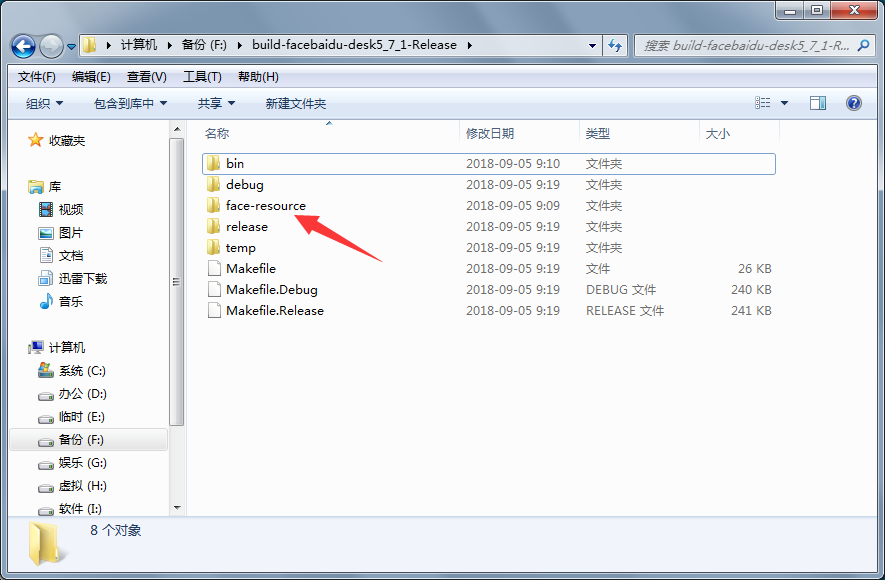 计算机 备份 (F:) build-facebaidu-desk5_7_1-Release
搜索 build-facebaidu-desk5_7_1-R...
文件(F) 编辑(E) 查看(V) 工具(T) 帮助(H)
组织 包含到库中 共享 新建文件夹
收藏夹
库
视频
图片
文档
迅雷下载
音乐
计算机
系统 (C:)
办公 (D:)
临时 (E:)
备份 (F:)
娱乐 (G:)
虚拟 (H:)
软件 (I:)
名称 修改日期 类型 大小
bin 2018-09-05 9:10 文件夹
debug 2018-09-05 9:19 文件夹
face-resource 2018-09-05 9:09 文件夹
release 2018-09-05 9:19 文件夹
temp 2018-09-05 9:19 文件夹
Makefile 2018-09-05 9:19 文件 26 KB
Makefile.Debug 2018-09-05 9:19 DEBUG 文件 240 KB
Makefile.Release 2018-09-05 9:19 RELEASE 文件 241 KB
8 个对象